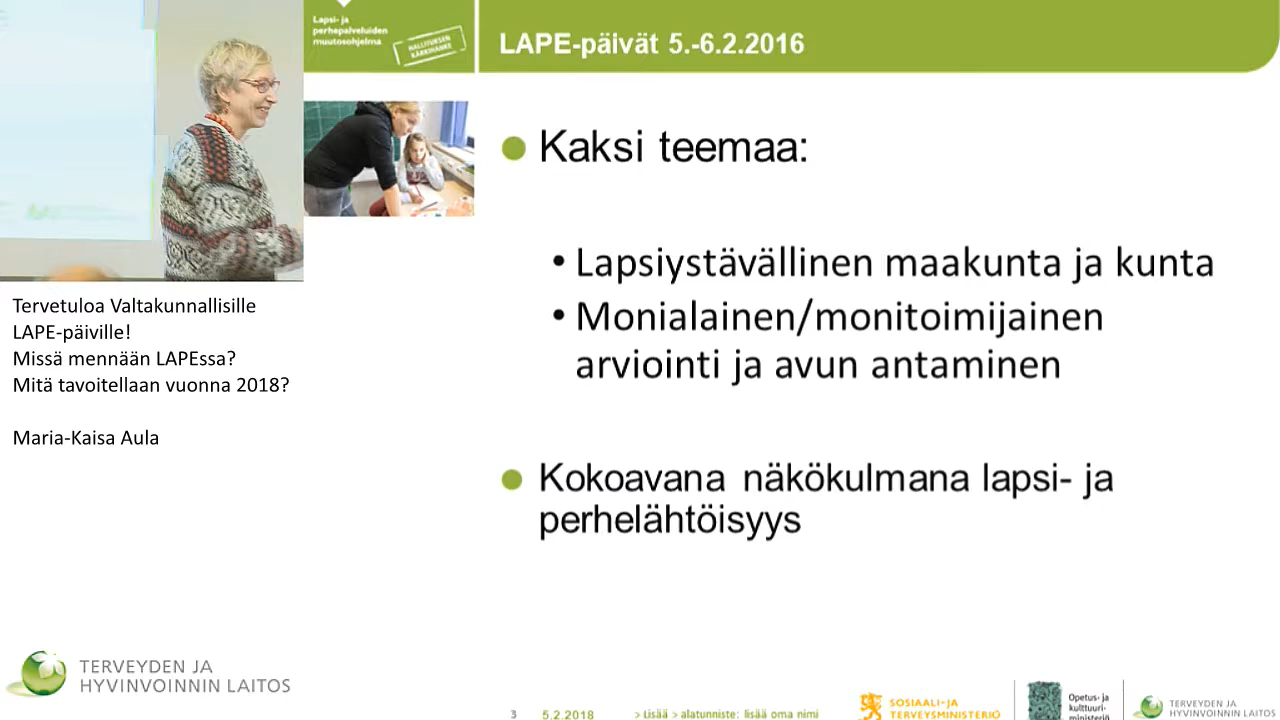 Lapsi- ja
perhepalveluiden
muutosohjelma
HALLITUKSEN
KÄRKIHANKE
LAPE-päivät 5.-6.2.2016
Kaksi teemaa:
• Lapsiystävällinen maakunta ja kunta
• Monialainen/monitoimijainen
arviointi ja avun antaminen
Kokoavana näkökulmana lapsi- ja
perhelähtöisyys
Tervetuloa Valtakunnallisille
LAPE-päiville!
Missä mennään LAPEssa?
Mitä tavoitellaan vuonna 2018?
Maria-Kaisa Aula
TERVEYDEN JA
HYVINVOINNIN LAITOS
3 5.2.2018 > Lisää > alatunniste: lisää oma nimi
SOSIAALI- JA
TERVEYSMINISTERIÖ
Opetus- ja
kulttuuri-
ministeriö
TERVEYDEN JA
HYVINVOINNIN LAITOS